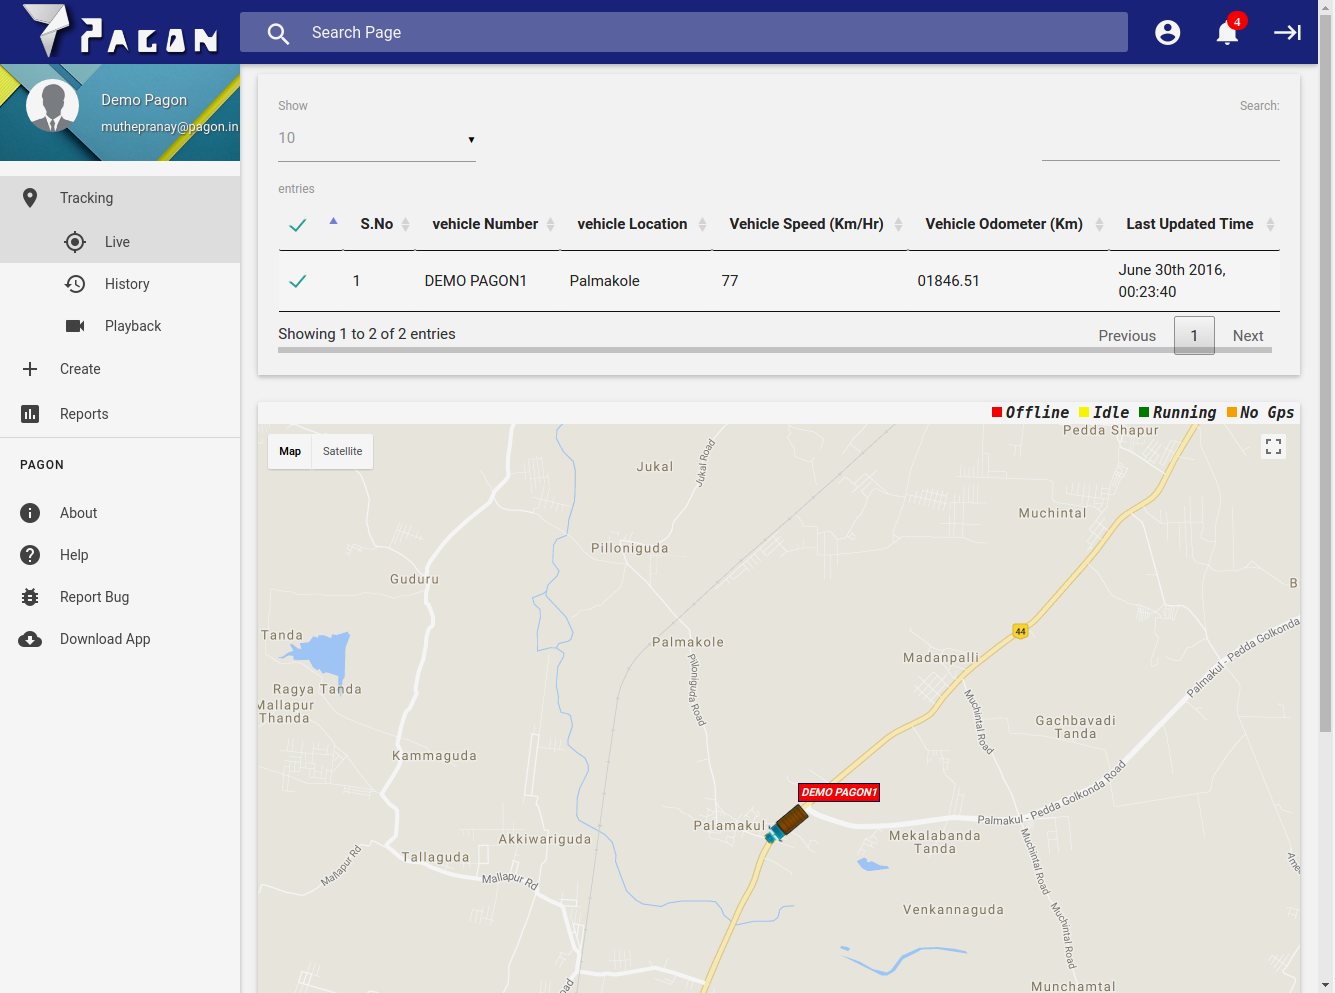 PAGON
Search Page
4
Demo Pagon
muthepranay@pagon.in
Tracking
Live
History
Playback
Create
Reports
PAGON
About
Help
Report Bug
Download App
Show
Search:
10
entries
S.No vehicle Number vehicle Location Vehicle Speed (Km/Hr) Vehicle Odometer (Km) Last Updated Time
1 DEMO PAGON1 Palmakole 77 01846.51 June 30th 2016,
00:23:40
Showing 1 to 2 of 2 entries
Previous 1 Next
Offline Idle Running No Gps
Map Satellite
Pedda Shapur
Jukal
Jukal Road
Muchintal
Pilloniguda
Guduru
B
44
Tanda
Palmakole
Madanpalli
Palmakul - Pedda Golkonda
Ragya Tanda
Mallapur
Thanda
Pillonignda Road
Muchintal Road
Gachbavadi
Tanda
Kammaguda
DEMO PAGON1
Palmakul - Pedda Golkonda Road
Palamakul
Mekalabanda
Tanda
Akkiwariguda
Tallaguda
Mallapur Rd
Mallapur Rd
Muchintal Road
Ame
Venkannaguda
Muchintal Road
Munchamtal
oad